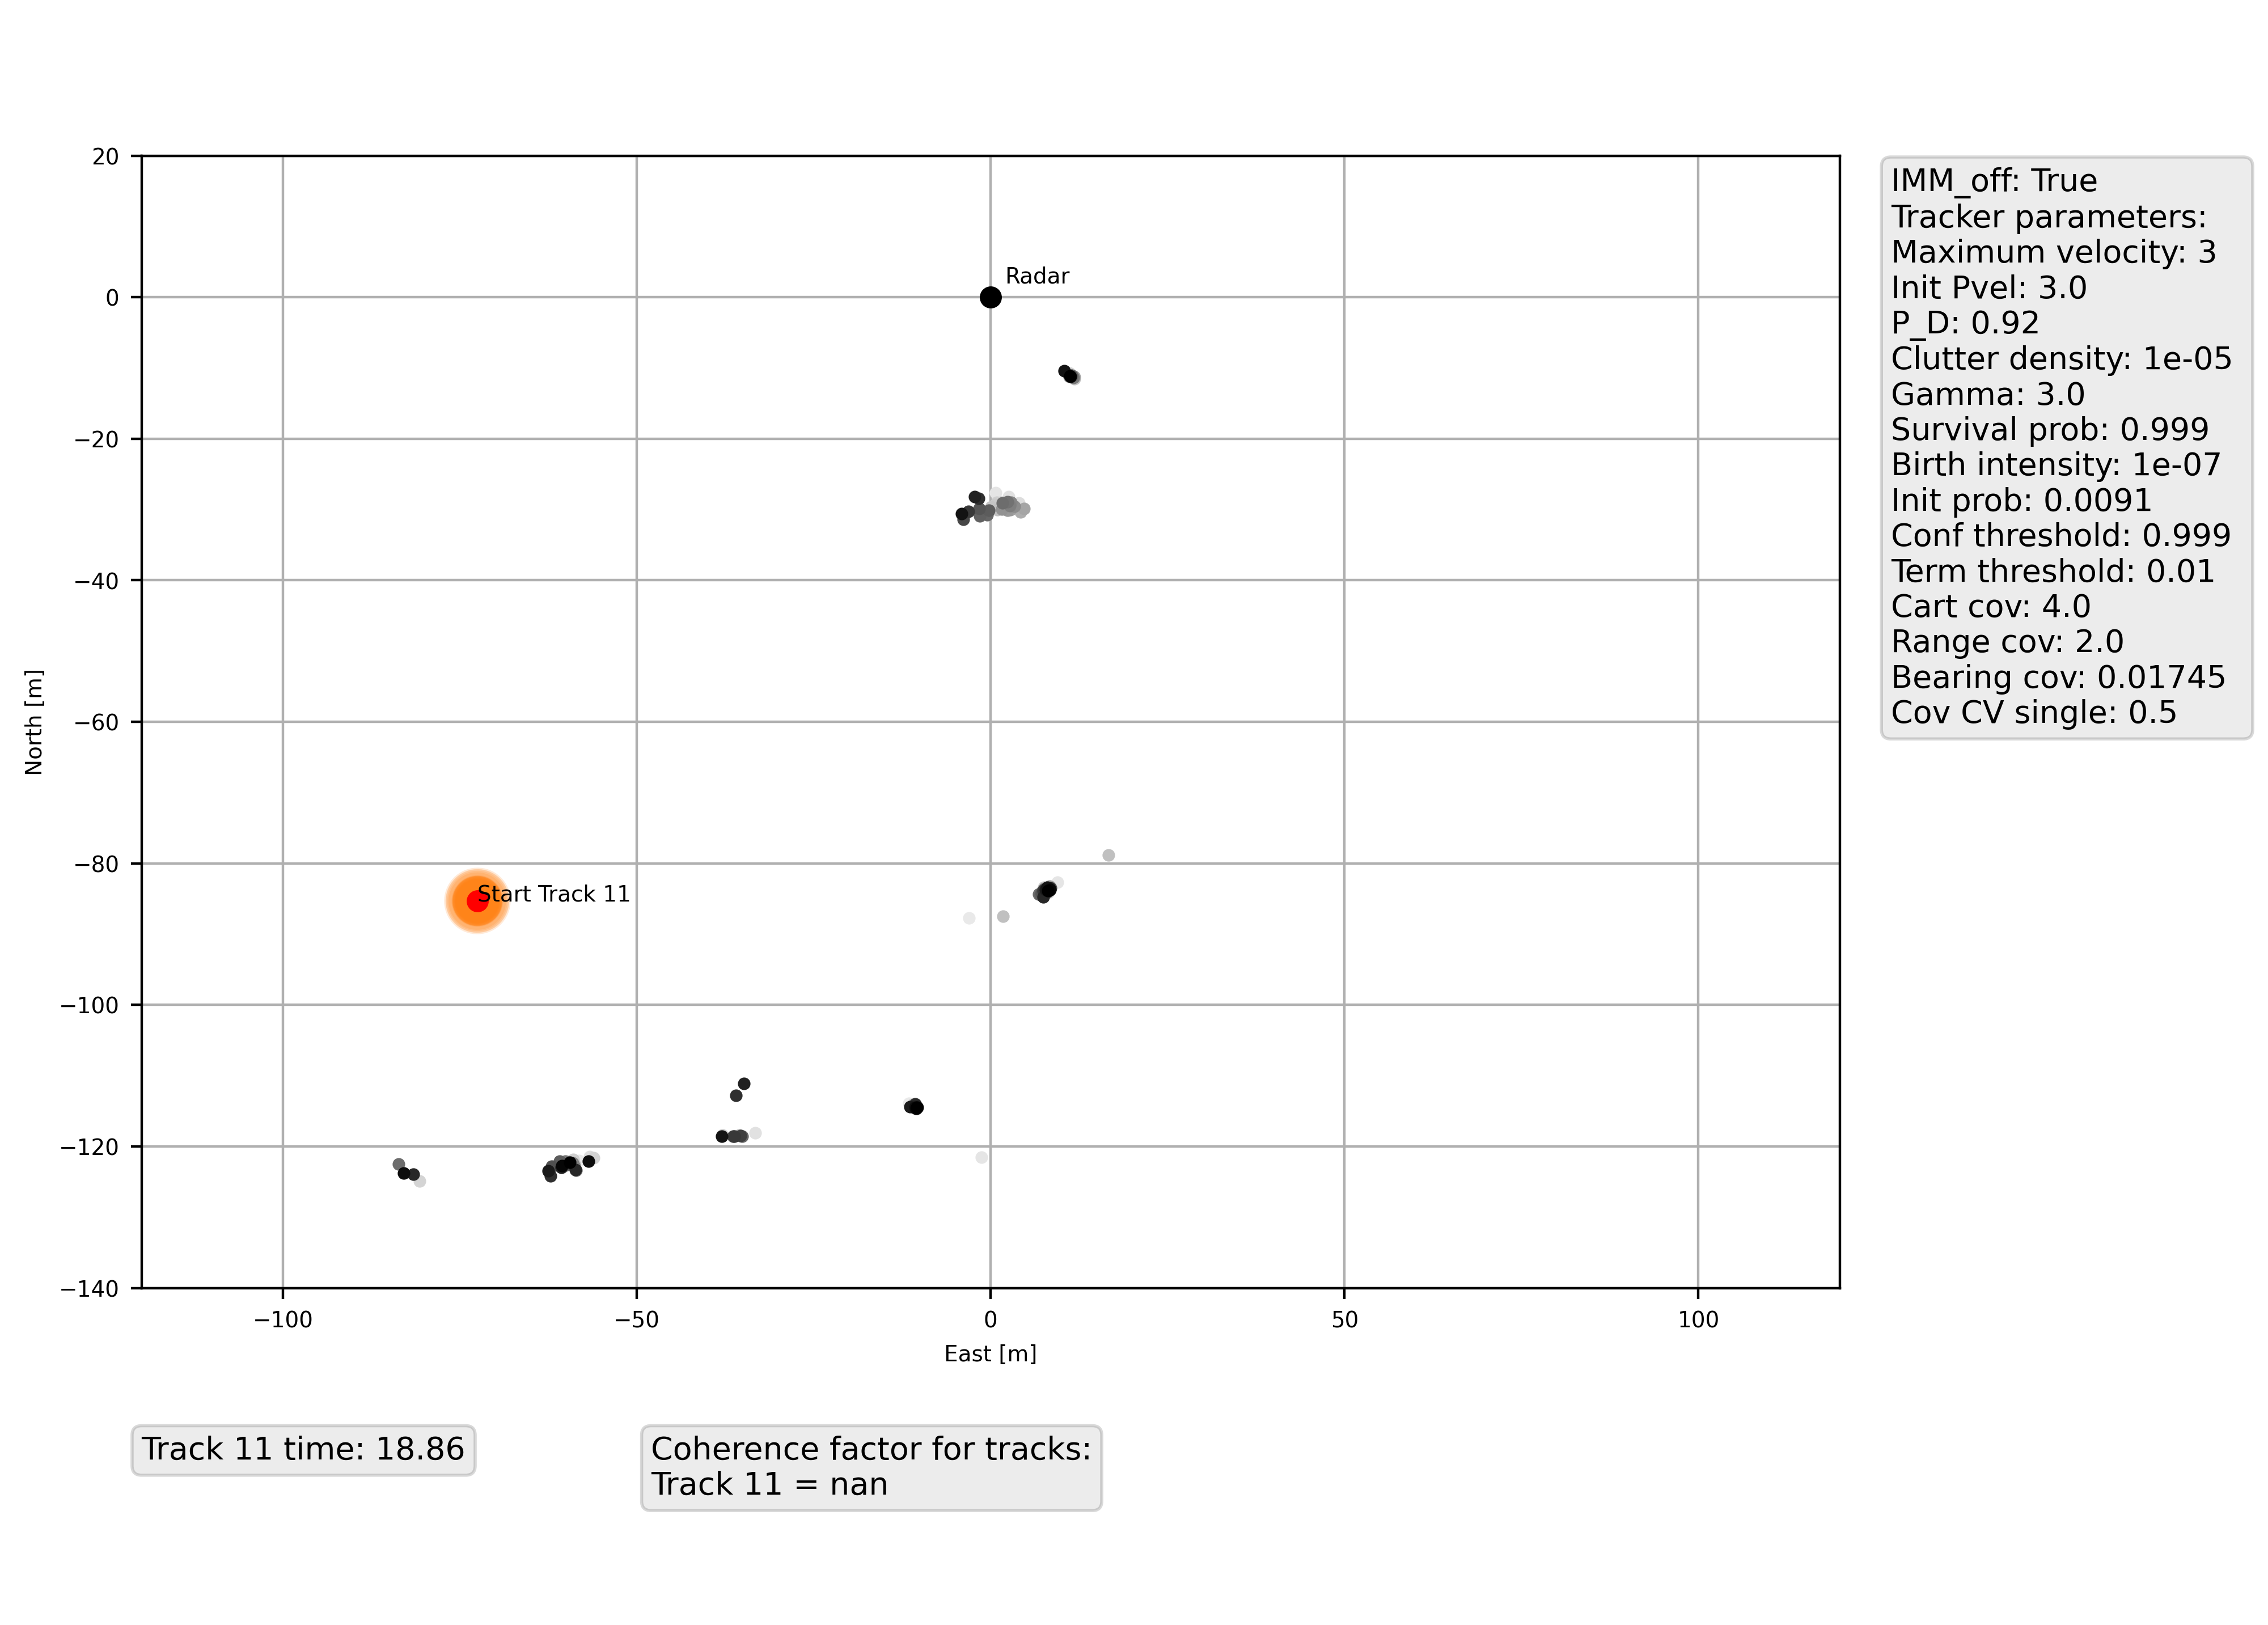 20
0
−20
−40
−60
−80
−100
−120
−140
North [m]
Radar
Start Track 11
−100
−50
0
50
100
East [m]
IMM_off: True
Tracker parameters:
Maximum velocity: 3
Init Pvel: 3.0
P_D: 0.92
Clutter density: 1e-05
Gamma: 3.0
Survival prob: 0.999
Birth intensity: 1e-07
Init prob: 0.0091
Conf threshold: 0.999
Term threshold: 0.01
Cart cov: 4.0
Range cov: 2.0
Bearing cov: 0.01745
Cov CV single: 0.5
Track 11 time: 18.86
Coherence factor for tracks:
Track 11 = nan